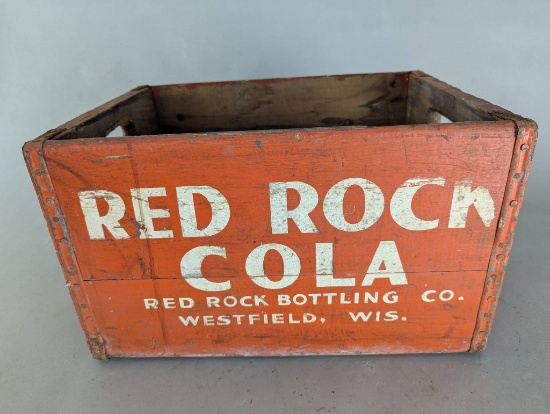 RED ROCK
COLA
RED ROCK BOTTLING CO.
WESTFIELD, WIS.